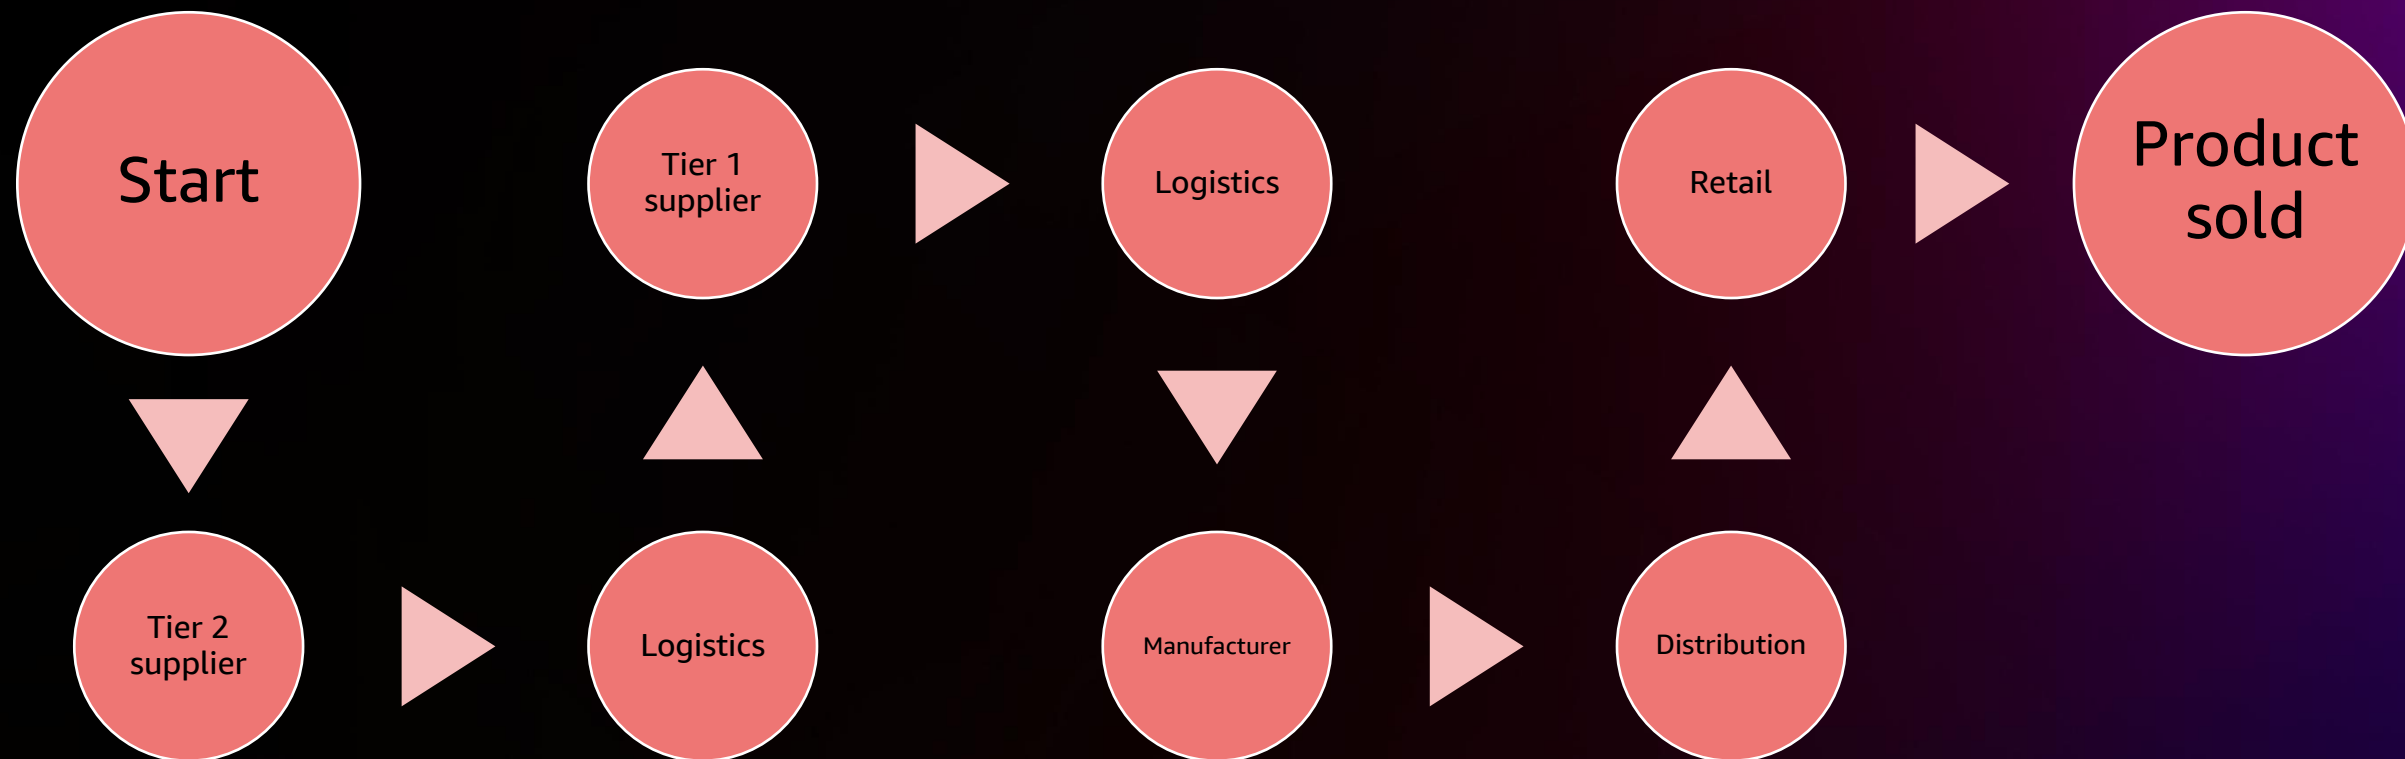 Start
Tier 2
supplier
Logistics
Tier 1
supplier
Logistics
Manufacturer
Distribution
Retail
Product
sold